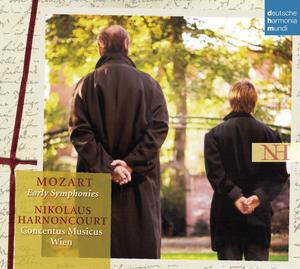 deutsche
harmonia
mundi
NH
MOZART
Early Symphonies
NIKOLAUS
HARNONCOURT
Concentus Musicus
Wien